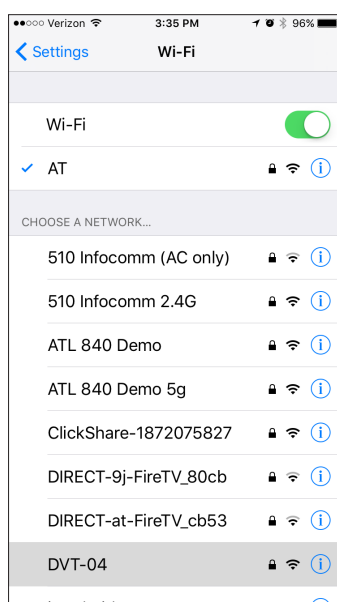 Verizon 3:35 PM 96%
Settings Wi-Fi
Wi-Fi
AT
CHOOSE A NETWORK...
510 Infocomm (AC only)
510 Infocomm 2.4G
ATL 840 Demo
ATL 840 Demo 5g
ClickShare-1872075827
DIRECT-9j-FireTV_80cb
DIRECT-at-FireTV_cb53
DVT-04